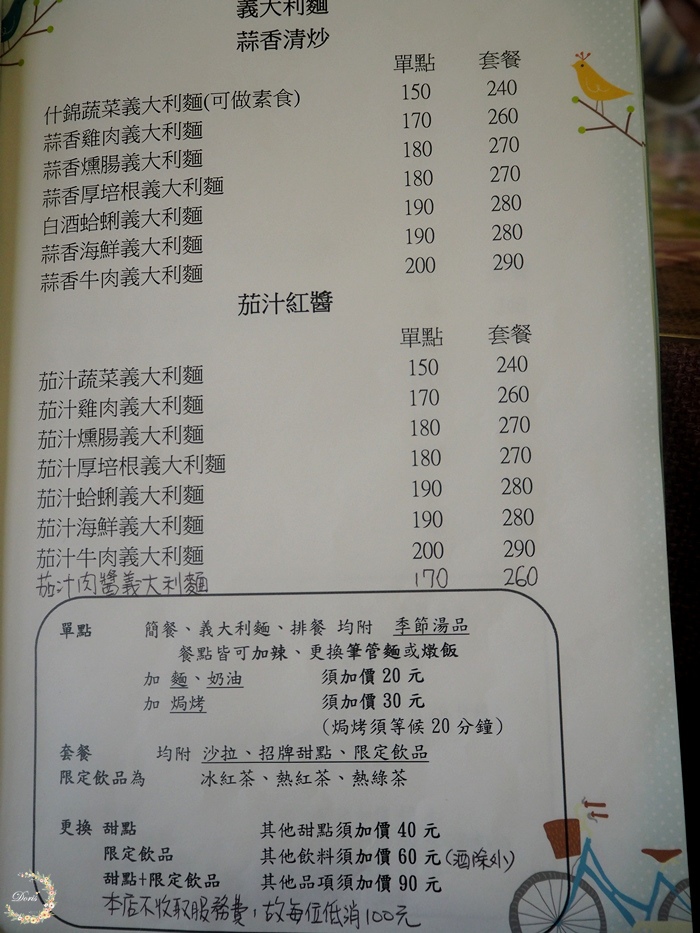 義大利麵
蒜香清炒
單點 套餐
什錦蔬菜義大利麵(可做素食) 150 240
蒜香雞肉義大利麵 170 260
蒜香燻腸義大利麵 180 270
蒜香厚培根義大利麵 180 270
白酒蛤蜊義大利麵 190 280
蒜香海鮮義大利麵 190 280
蒜香牛肉義大利麵 200 290
茄汁紅醬
單點 套餐
茄汁蔬菜義大利麵 150 240
茄汁雞肉義大利麵 170 260
茄汁燻腸義大利麵 180 270
茄汁厚培根義大利麵 180 270
茄汁蛤蜊義大利麵 190 280
茄汁海鮮義大利麵 190 280
茄汁牛肉義大利麵 200 290
茄汁肉醬義大利麵 170 260
單點 簡餐、義大利麵、排餐 均附 季節湯品
餐點皆可加辣、更換筆管麵或燉飯
加 麵、奶油 須加價 20 元
加 焗烤 須加價 30 元
(焗烤須等候 20 分鐘)
套餐 均附 沙拉、招牌甜點、限定飲品
限定飲品為 冰紅茶、熱紅茶、熱綠茶
更換 甜點 其他甜點須加價 40 元
限定飲品 其他飲料須加價 60 元(酒除外)
甜點+限定飲品 其他品項須加價 90 元
本店不收取服務費，故每位低消100元
Doris